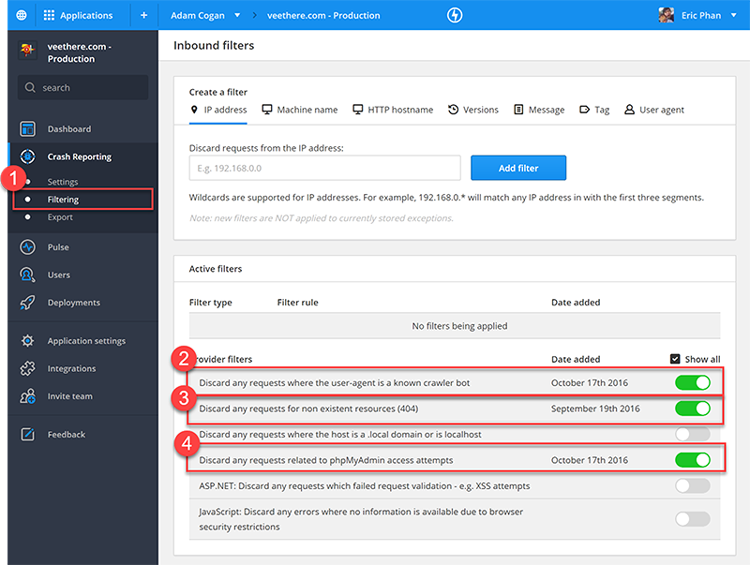 Applications + Adam Cogan veethere.com - Production Eric Phan
veethere.com -
Production
Inbound filters
search
Dashboard
Crash Reporting
1
Settings
Filtering
Export
Pulse
Users
Deployments
Application settings
Integrations
Invite team
Feedback
Create a filter
IP address Machine name HTTP hostname Versions Message Tag User agent
Discard requests from the IP address:
E.g. 192.168.0.0 Add filter
Wildcards are supported for IP addresses. For example, 192.168.0.* will match any IP address in with the first three segments.
Note: new filters are NOT applied to currently stored exceptions.
Active filters
Filter type Filter rule Date added
No filters being applied
2
rovider filters Date added Show all
Discard any requests where the user-agent is a known crawler bot October 17th 2016
3
Discard any requests for non existent resources (404) September 19th 2016
Discard any requests where the host is a .local domain or is localhost
4
Discard any requests related to phpMyAdmin access attempts October 17th 2016
ASP.NET: Discard any requests which failed request validation - e.g. XSS attempts
JavaScript: Discard any errors where no information is available due to browser
security restrictions